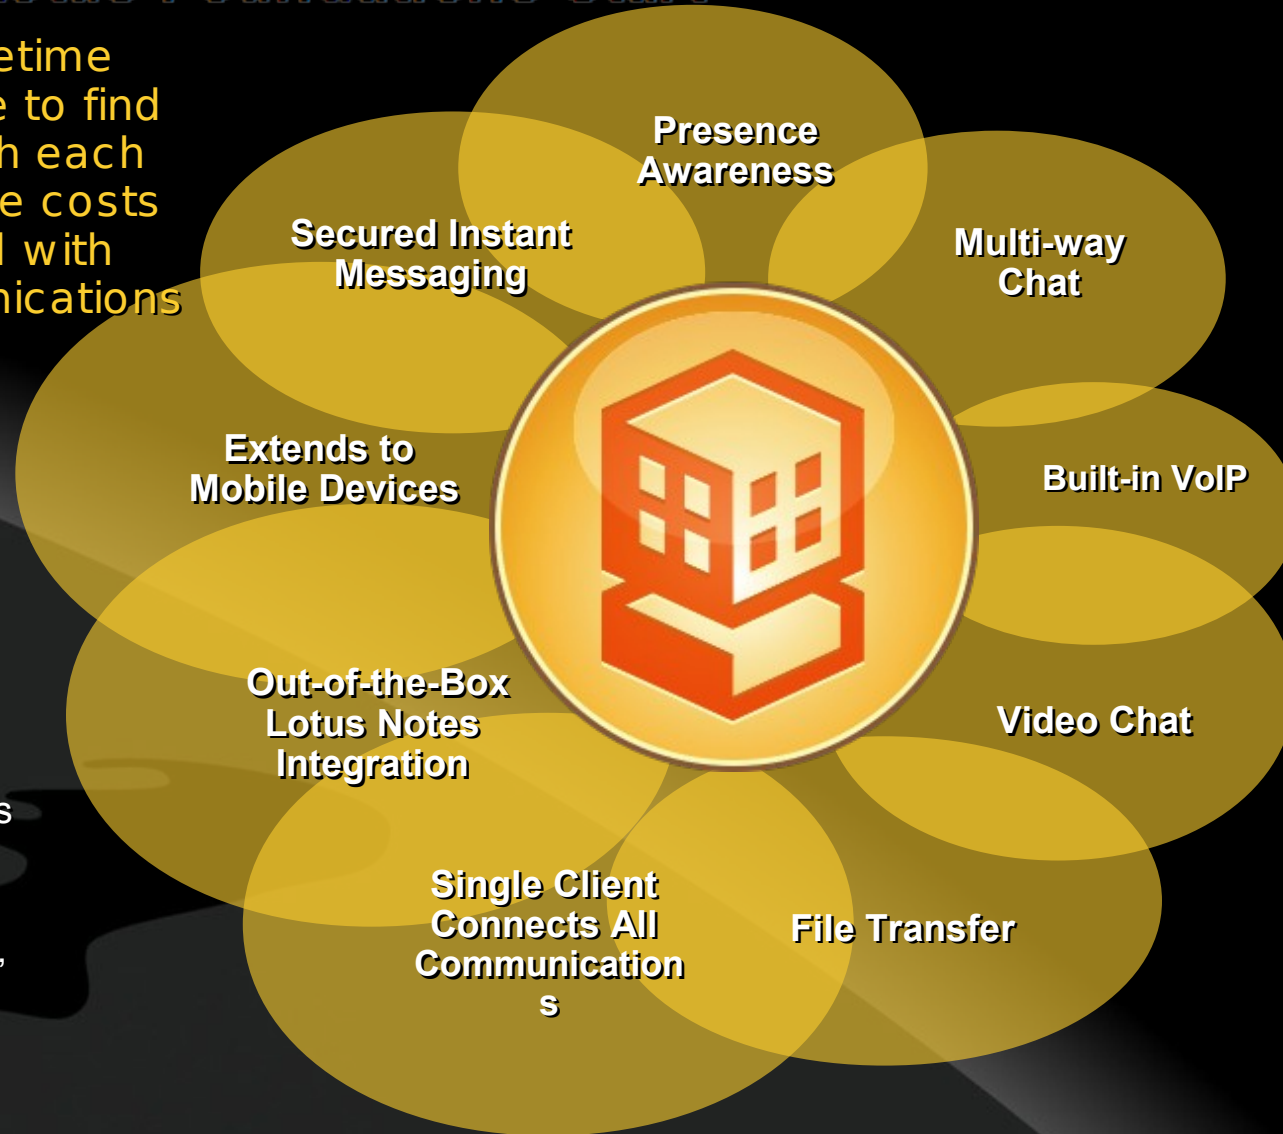 etime
e to find
h each
e costs
d with
nications
Presence
Awareness
Secured Instant
Messaging
Multi-way
Chat
Extends to
Mobile Devices
Built-in VoIP
Out-of-the-Box
Lotus Notes
Integration
Video Chat
s
Single Client
Connects All
Communication
s
File Transfer
,